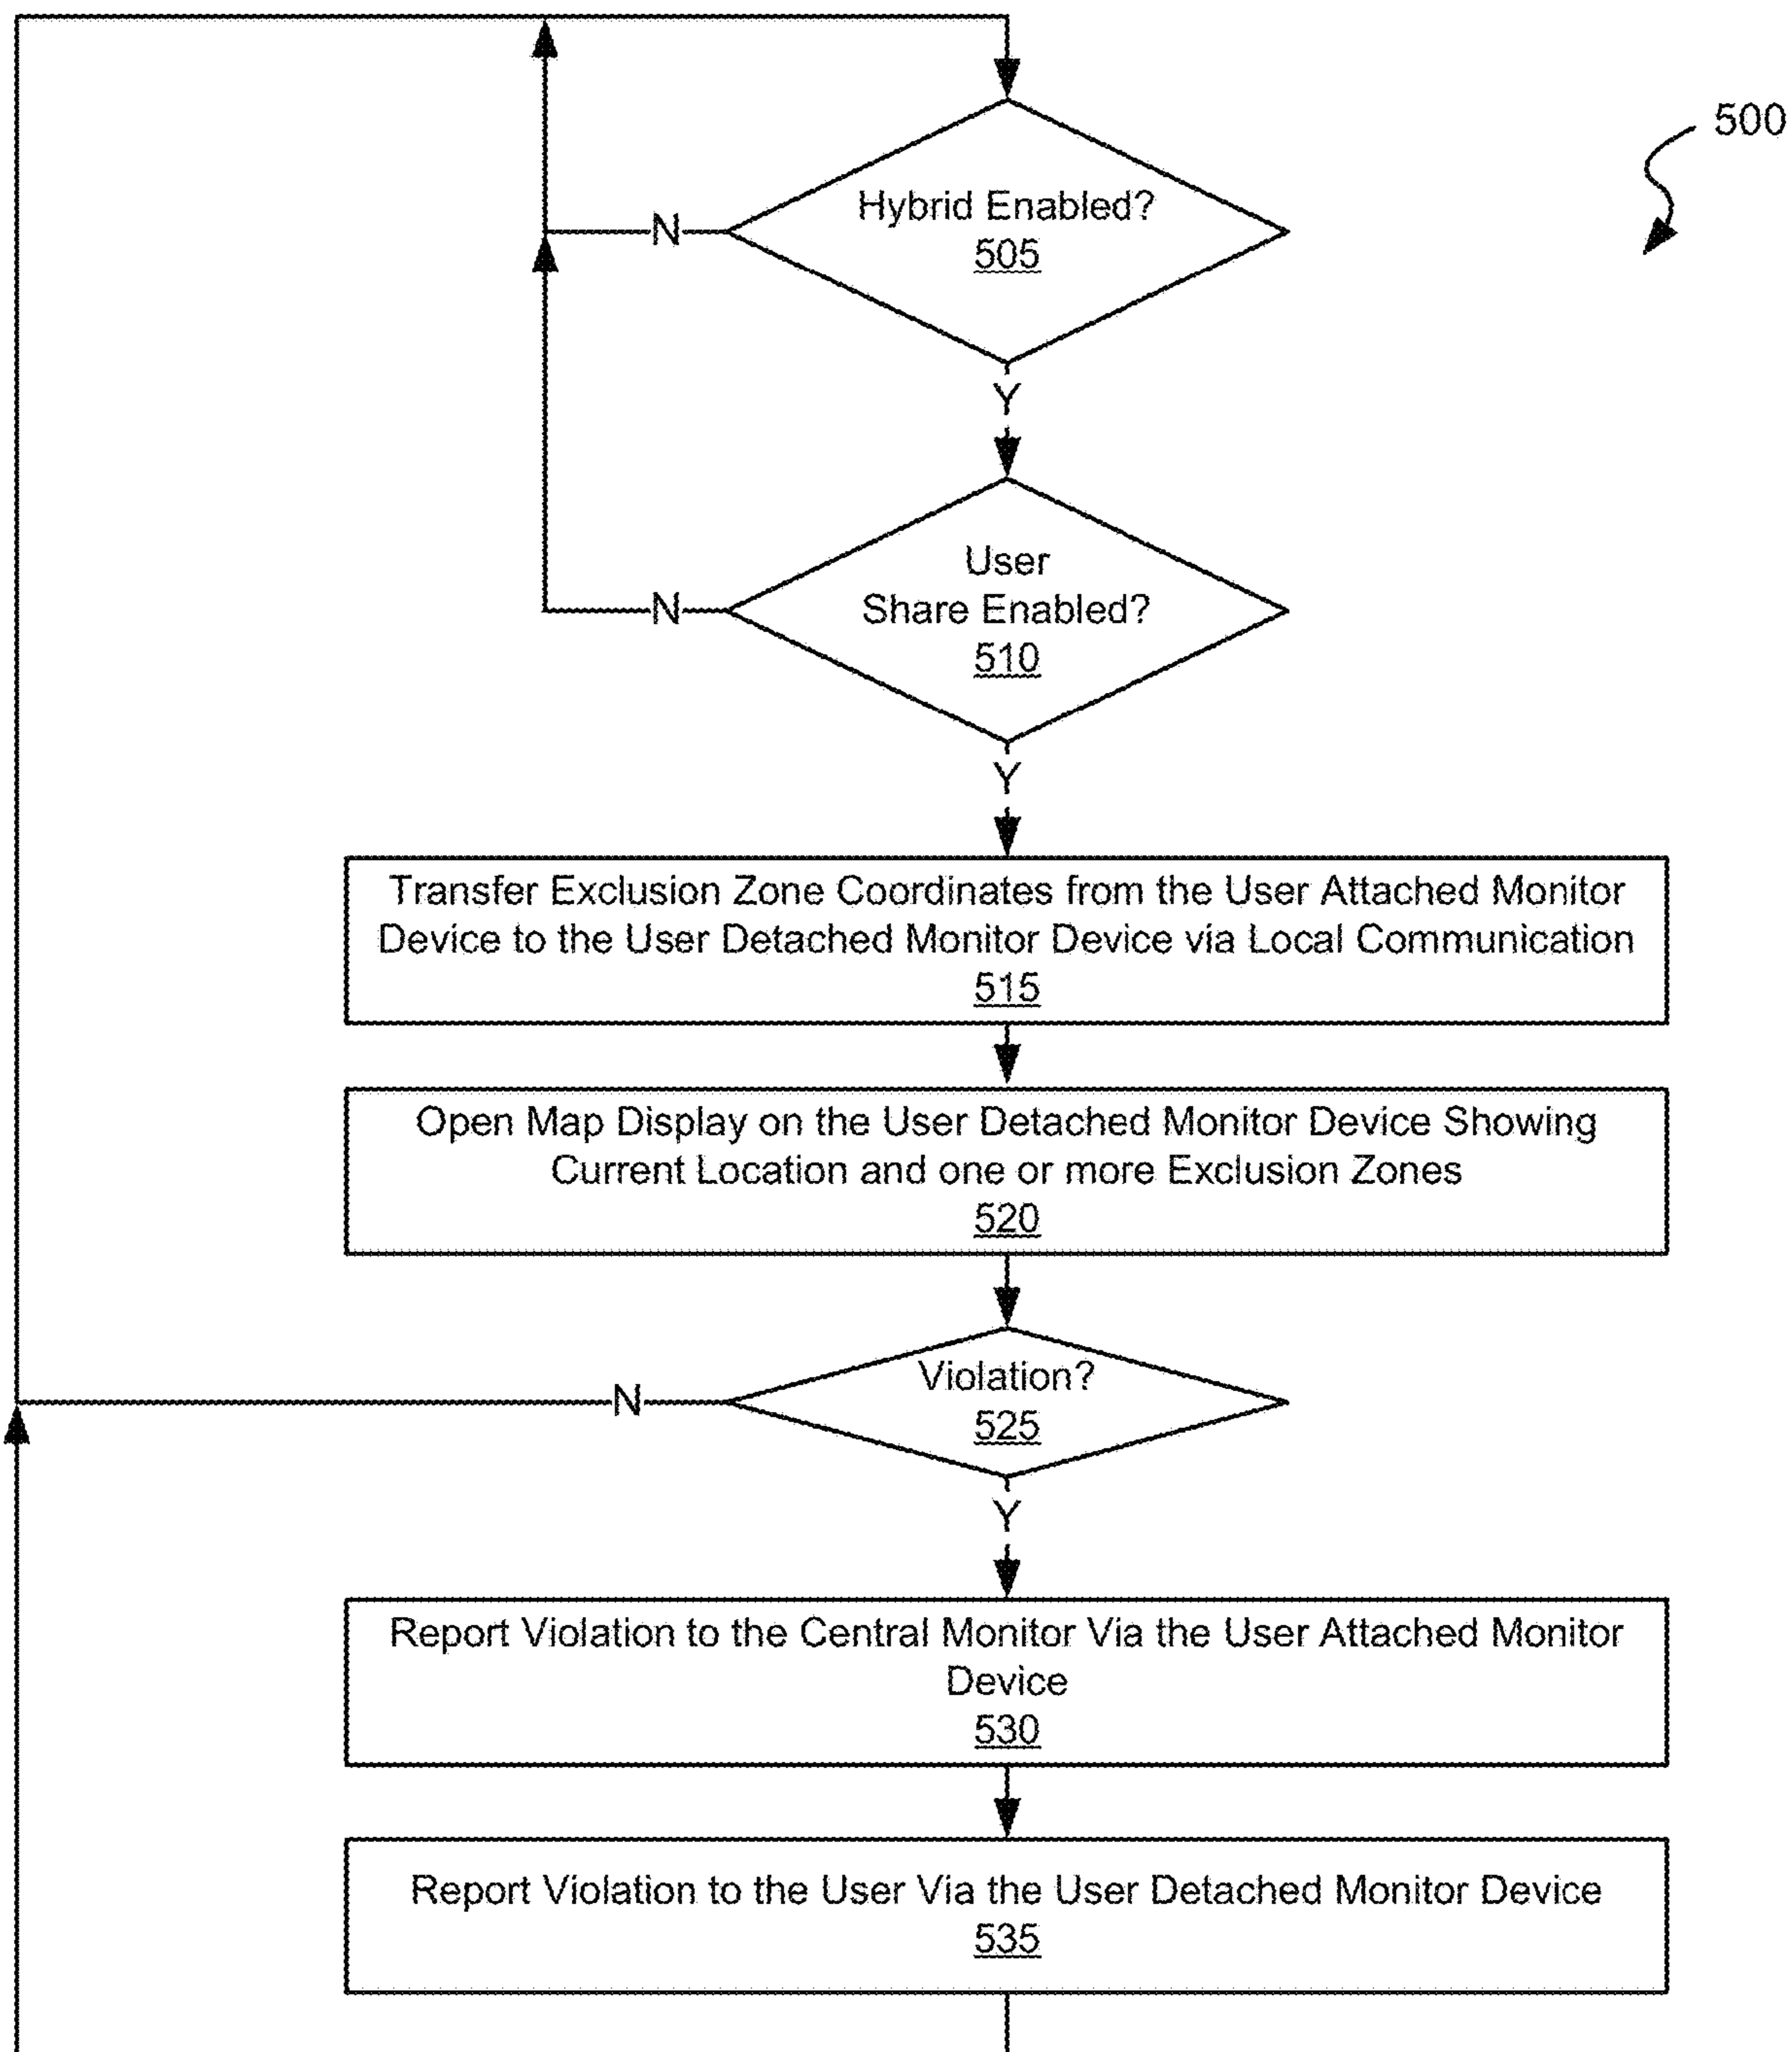 500
Hybrid Enabled?
505
N
Y
User
Share Enabled?
510
N
Y
Transfer Exclusion Zone Coordinates from the User Attached Monitor
Device to the User Detached Monitor Device via Local Communication
515
Open Map Display on the User Detached Monitor Device Showing
Current Location and one or more Exclusion Zones
520
Violation?
525
N
Y
Report Violation to the Central Monitor Via the User Attached Monitor
Device
530
Report Violation to the User Via the User Detached Monitor Device
535